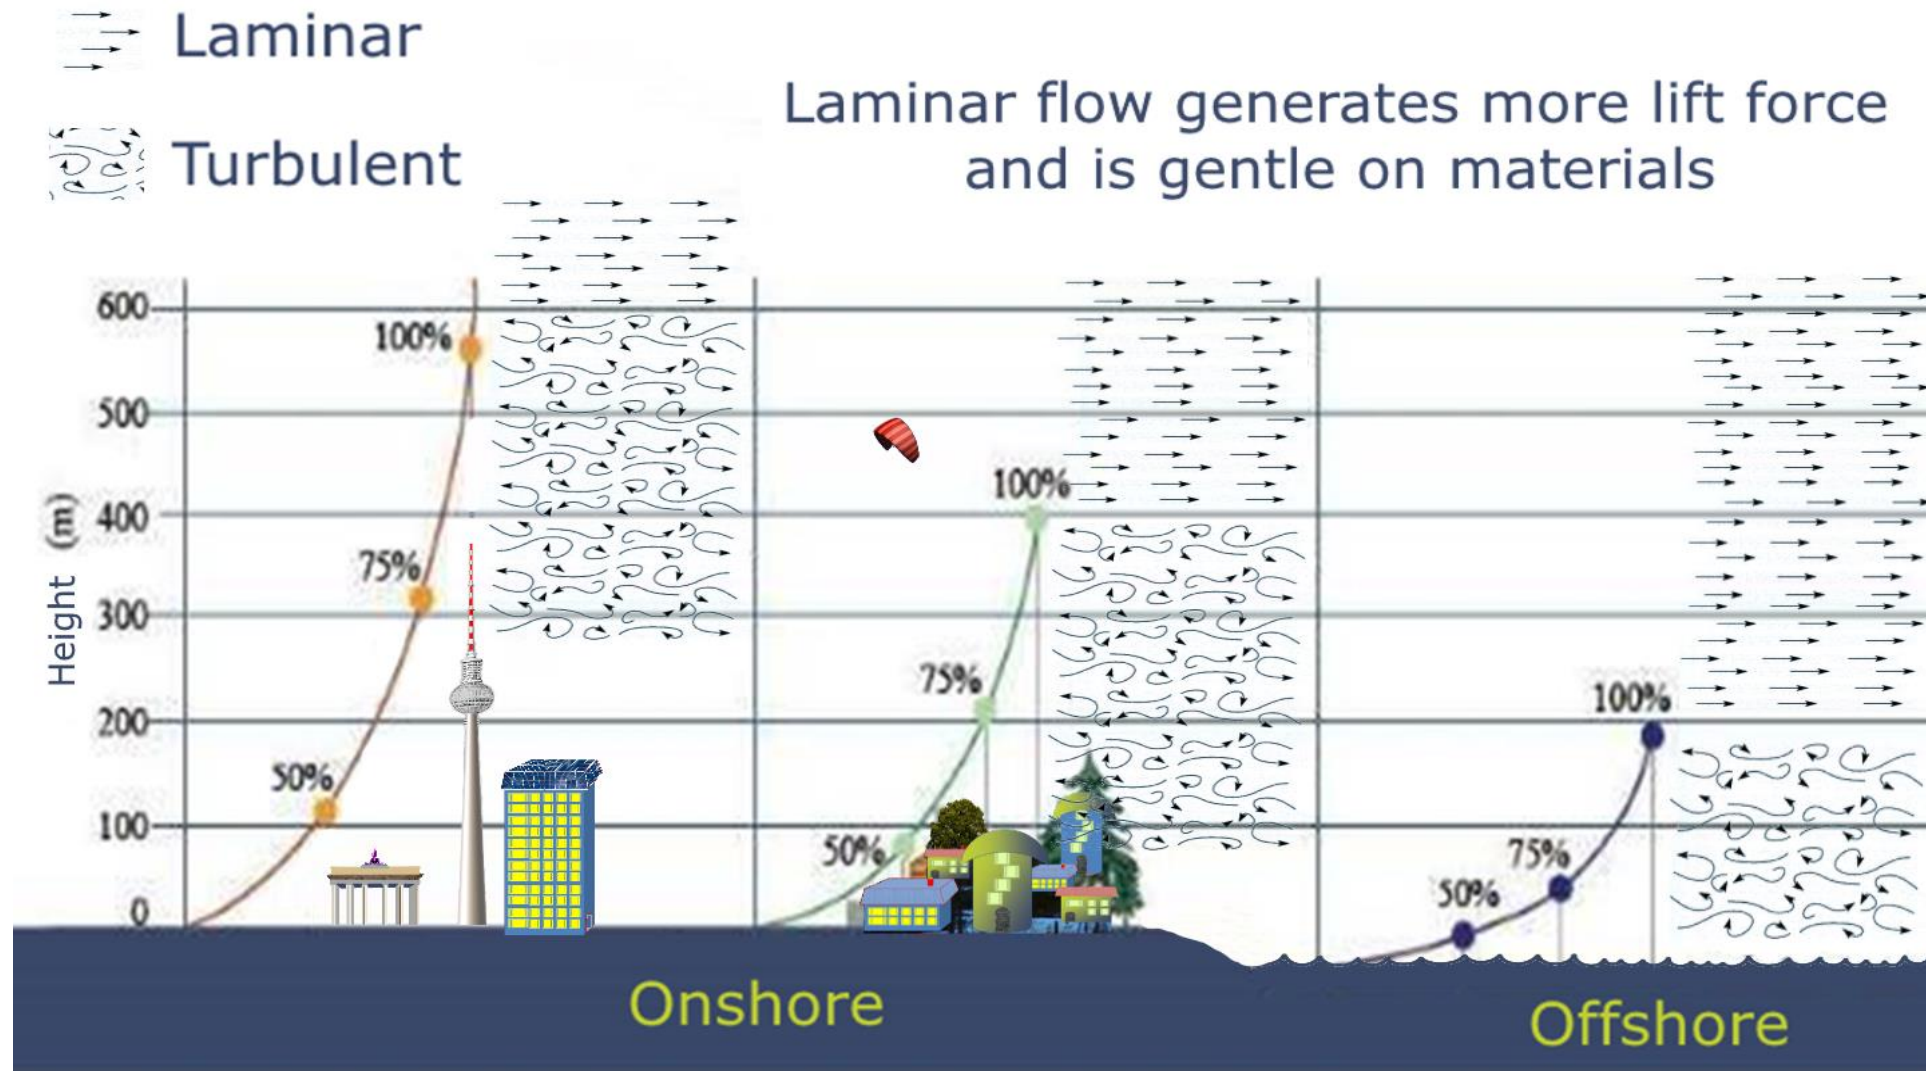 Laminar
Turbulent
Laminar flow generates more lift force
and is gentle on materials
Height (m)
600
500
400
300
200
100
0
100%
75%
50%
100%
75%
50%
100%
75%
50%
Onshore
Offshore